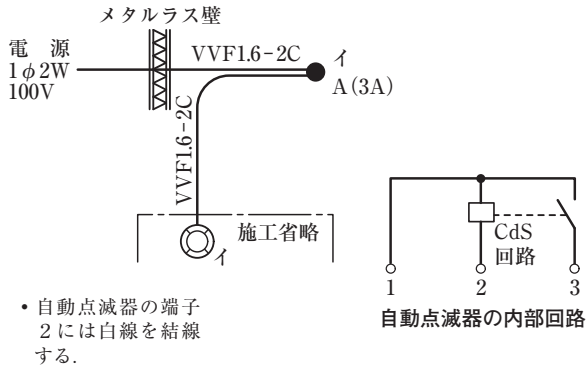 メタルラス壁
電 源
1φ2W
100V
VVF1.6-2C
イ
A(3A)
VVF1.6-2C
施工省略
イ
・自動点滅器の端子
2には白線を結線
する.
CdS
回路
1 2 3
自動点滅器の内部回路